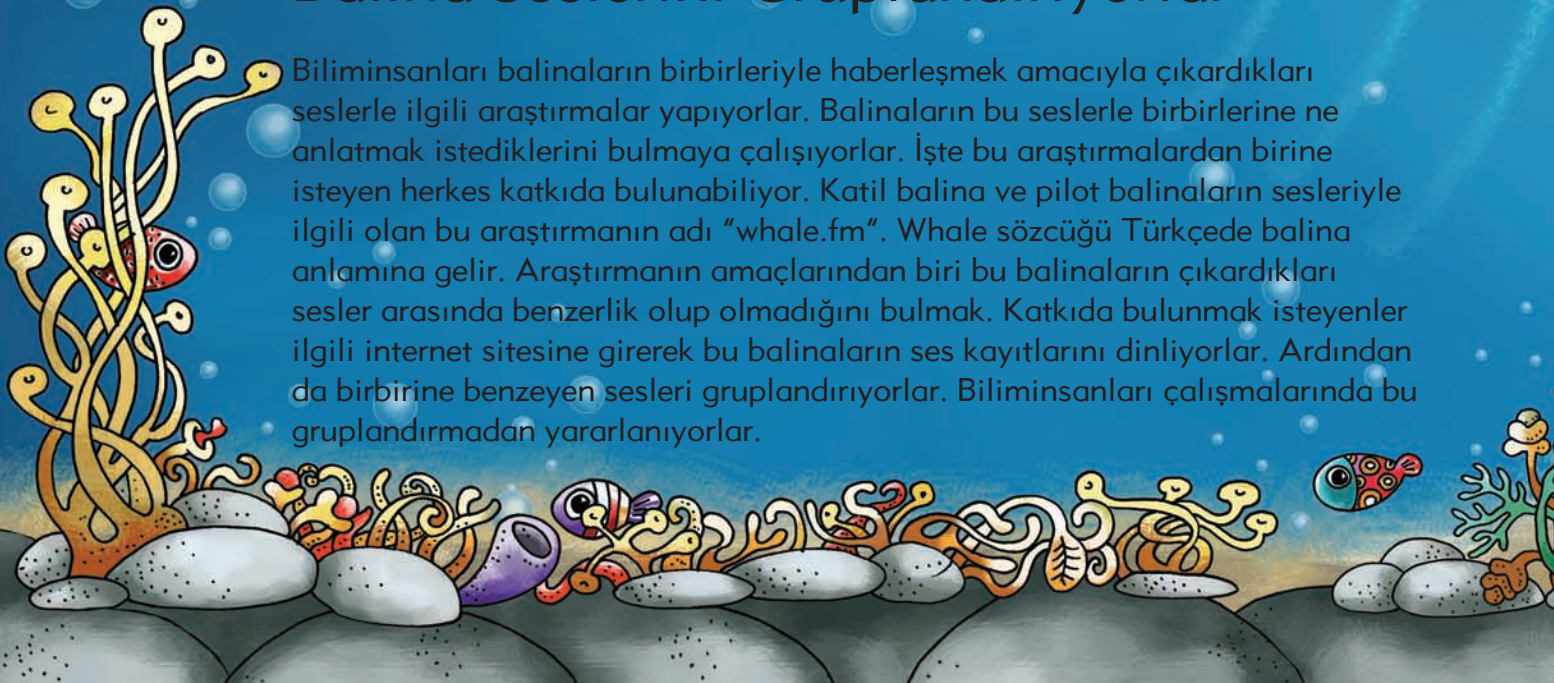 Balina Seslerini Gruplandırıyorlar
Biliminsanları balinaların birbirleriyle haberleşmek amacıyla çıkardıkları
seslerle ilgili araştırmalar yapıyorlar. Balinaların bu seslerle birbirlerine ne
anlatmak istediklerini bulmaya çalışıyorlar. İşte bu araştırmalardan birine
isteyen herkes katkıda bulunabiliyor. Katil balina ve pilot balinaların sesleriyle
ilgili olan bu araştırmanın adı “whale.fm“. Whale sözcüğü Türkçede balina
anlamına gelir. Araştırmanın amaçlarından biri bu balinaların çıkardıkları
sesler arasında benzerlik olup olmadığını bulmak. Katkıda bulunmak isteyenler
ilgili internet sitesine girerek bu balinaların ses kayıtlarını dinliyorlar. Ardından
da birbirine benzeyen sesleri gruplandırıyorlar. Biliminsanları çalışmalarında bu
gruplandırmadan yararlanıyorlar.